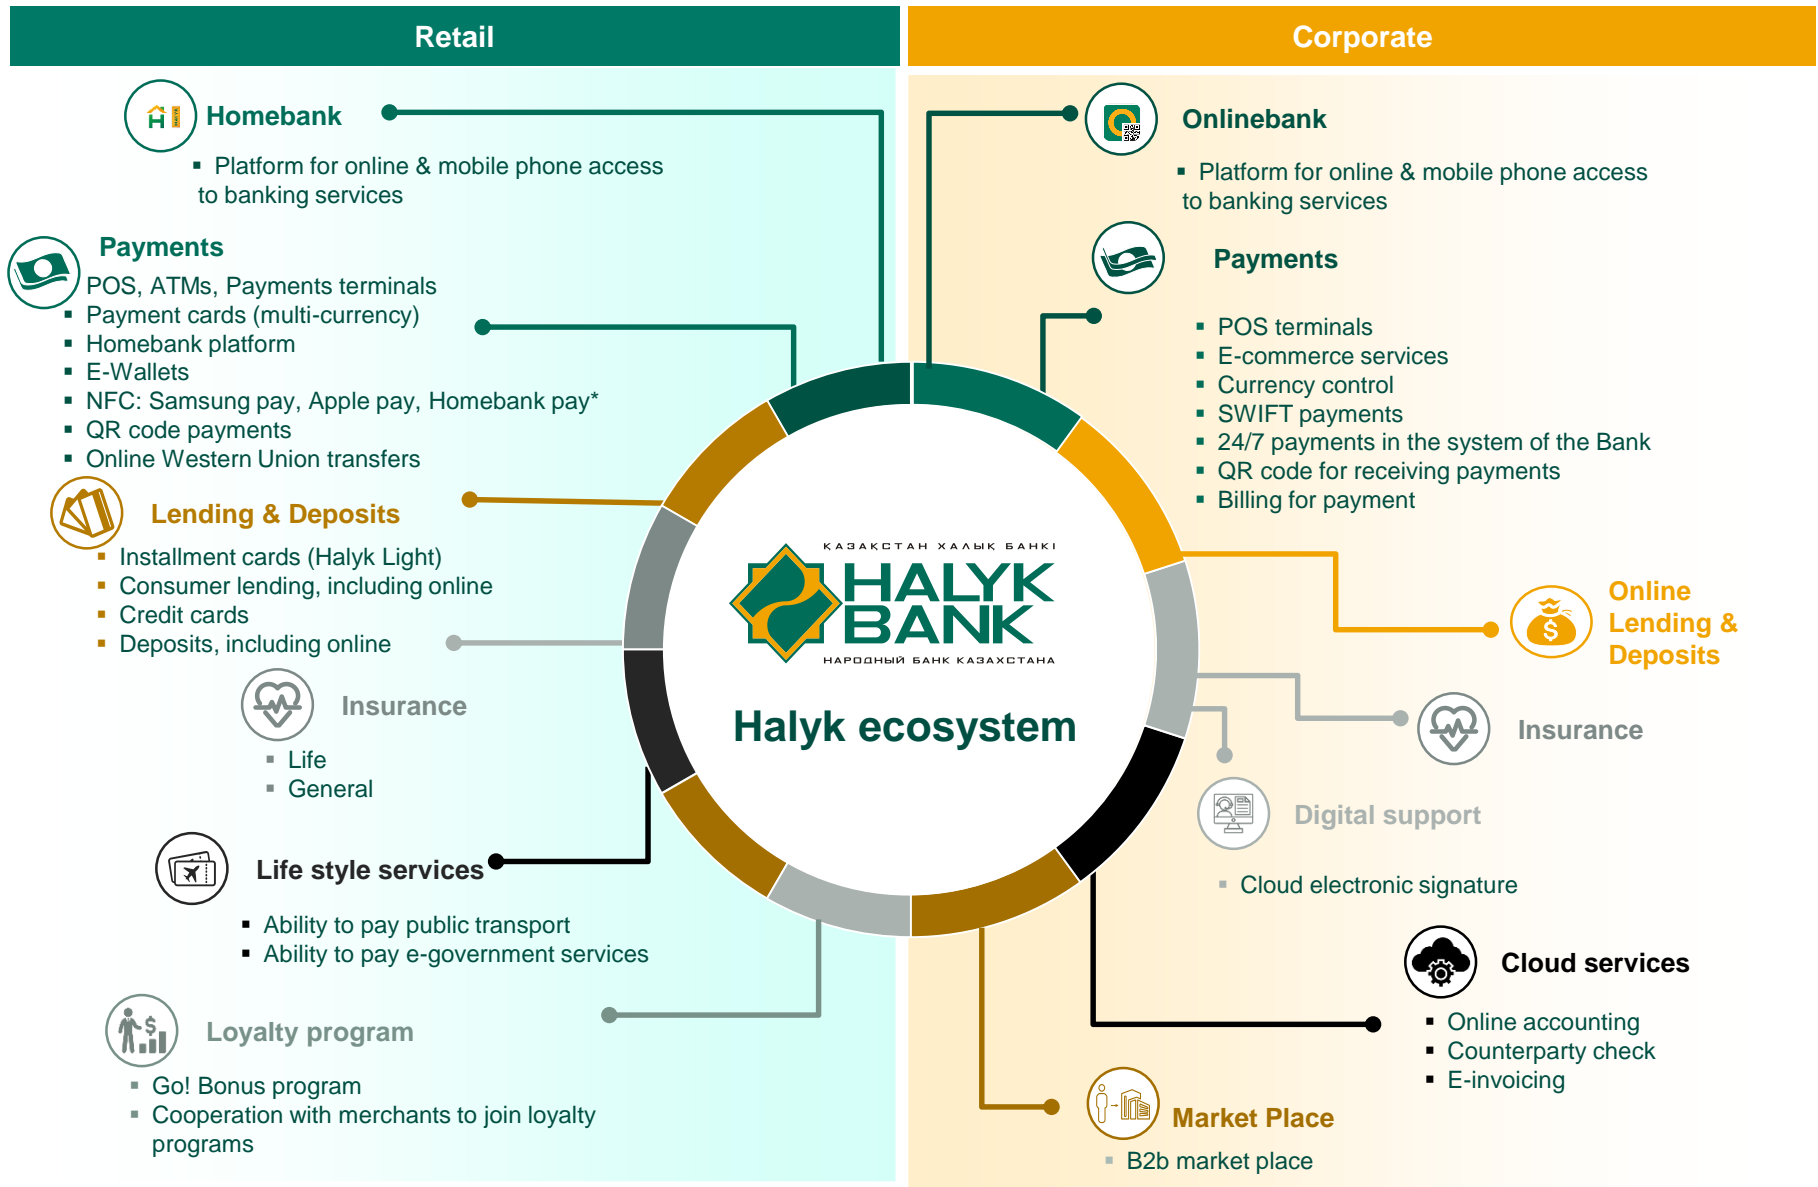 Retail
Homebank
▪ Platform for online & mobile phone access
to banking services
Payments
POS, ATMs, Payments terminals
▪ Payment cards (multi-currency)
▪ Homebank platform
▪ E-Wallets
▪ NFC: Samsung pay, Apple pay, Homebank pay*
▪ QR code payments
▪ Online Western Union transfers
Lending & Deposits
▪ Installment cards (Halyk Light)
▪ Consumer lending, including online
▪ Credit cards
▪ Deposits, including online
Insurance
▪ Life
▪ General
Life style services
▪ Ability to pay public transport
▪ Ability to pay e-government services
Loyalty program
▪ Go! Bonus program
▪ Cooperation with merchants to join loyalty
programs
ҚАЗАҚСТАН ХАЛЫҚ БАНКІ
HALYK
BANK
НАРОДНЫЙ БАНК КАЗАХСТАНА
Halyk ecosystem
Corporate
Onlinebank
▪ Platform for online & mobile phone access
to banking services
Payments
▪ POS terminals
▪ E-commerce services
▪ Currency control
▪ SWIFT payments
▪ 24/7 payments in the system of the Bank
▪ QR code for receiving payments
▪ Billing for payment
Online
Lending &
Deposits
Insurance
Digital support
▪ Cloud electronic signature
Cloud services
▪ Online accounting
▪ Counterparty check
▪ E-invoicing
Market Place
▪ B2b market place